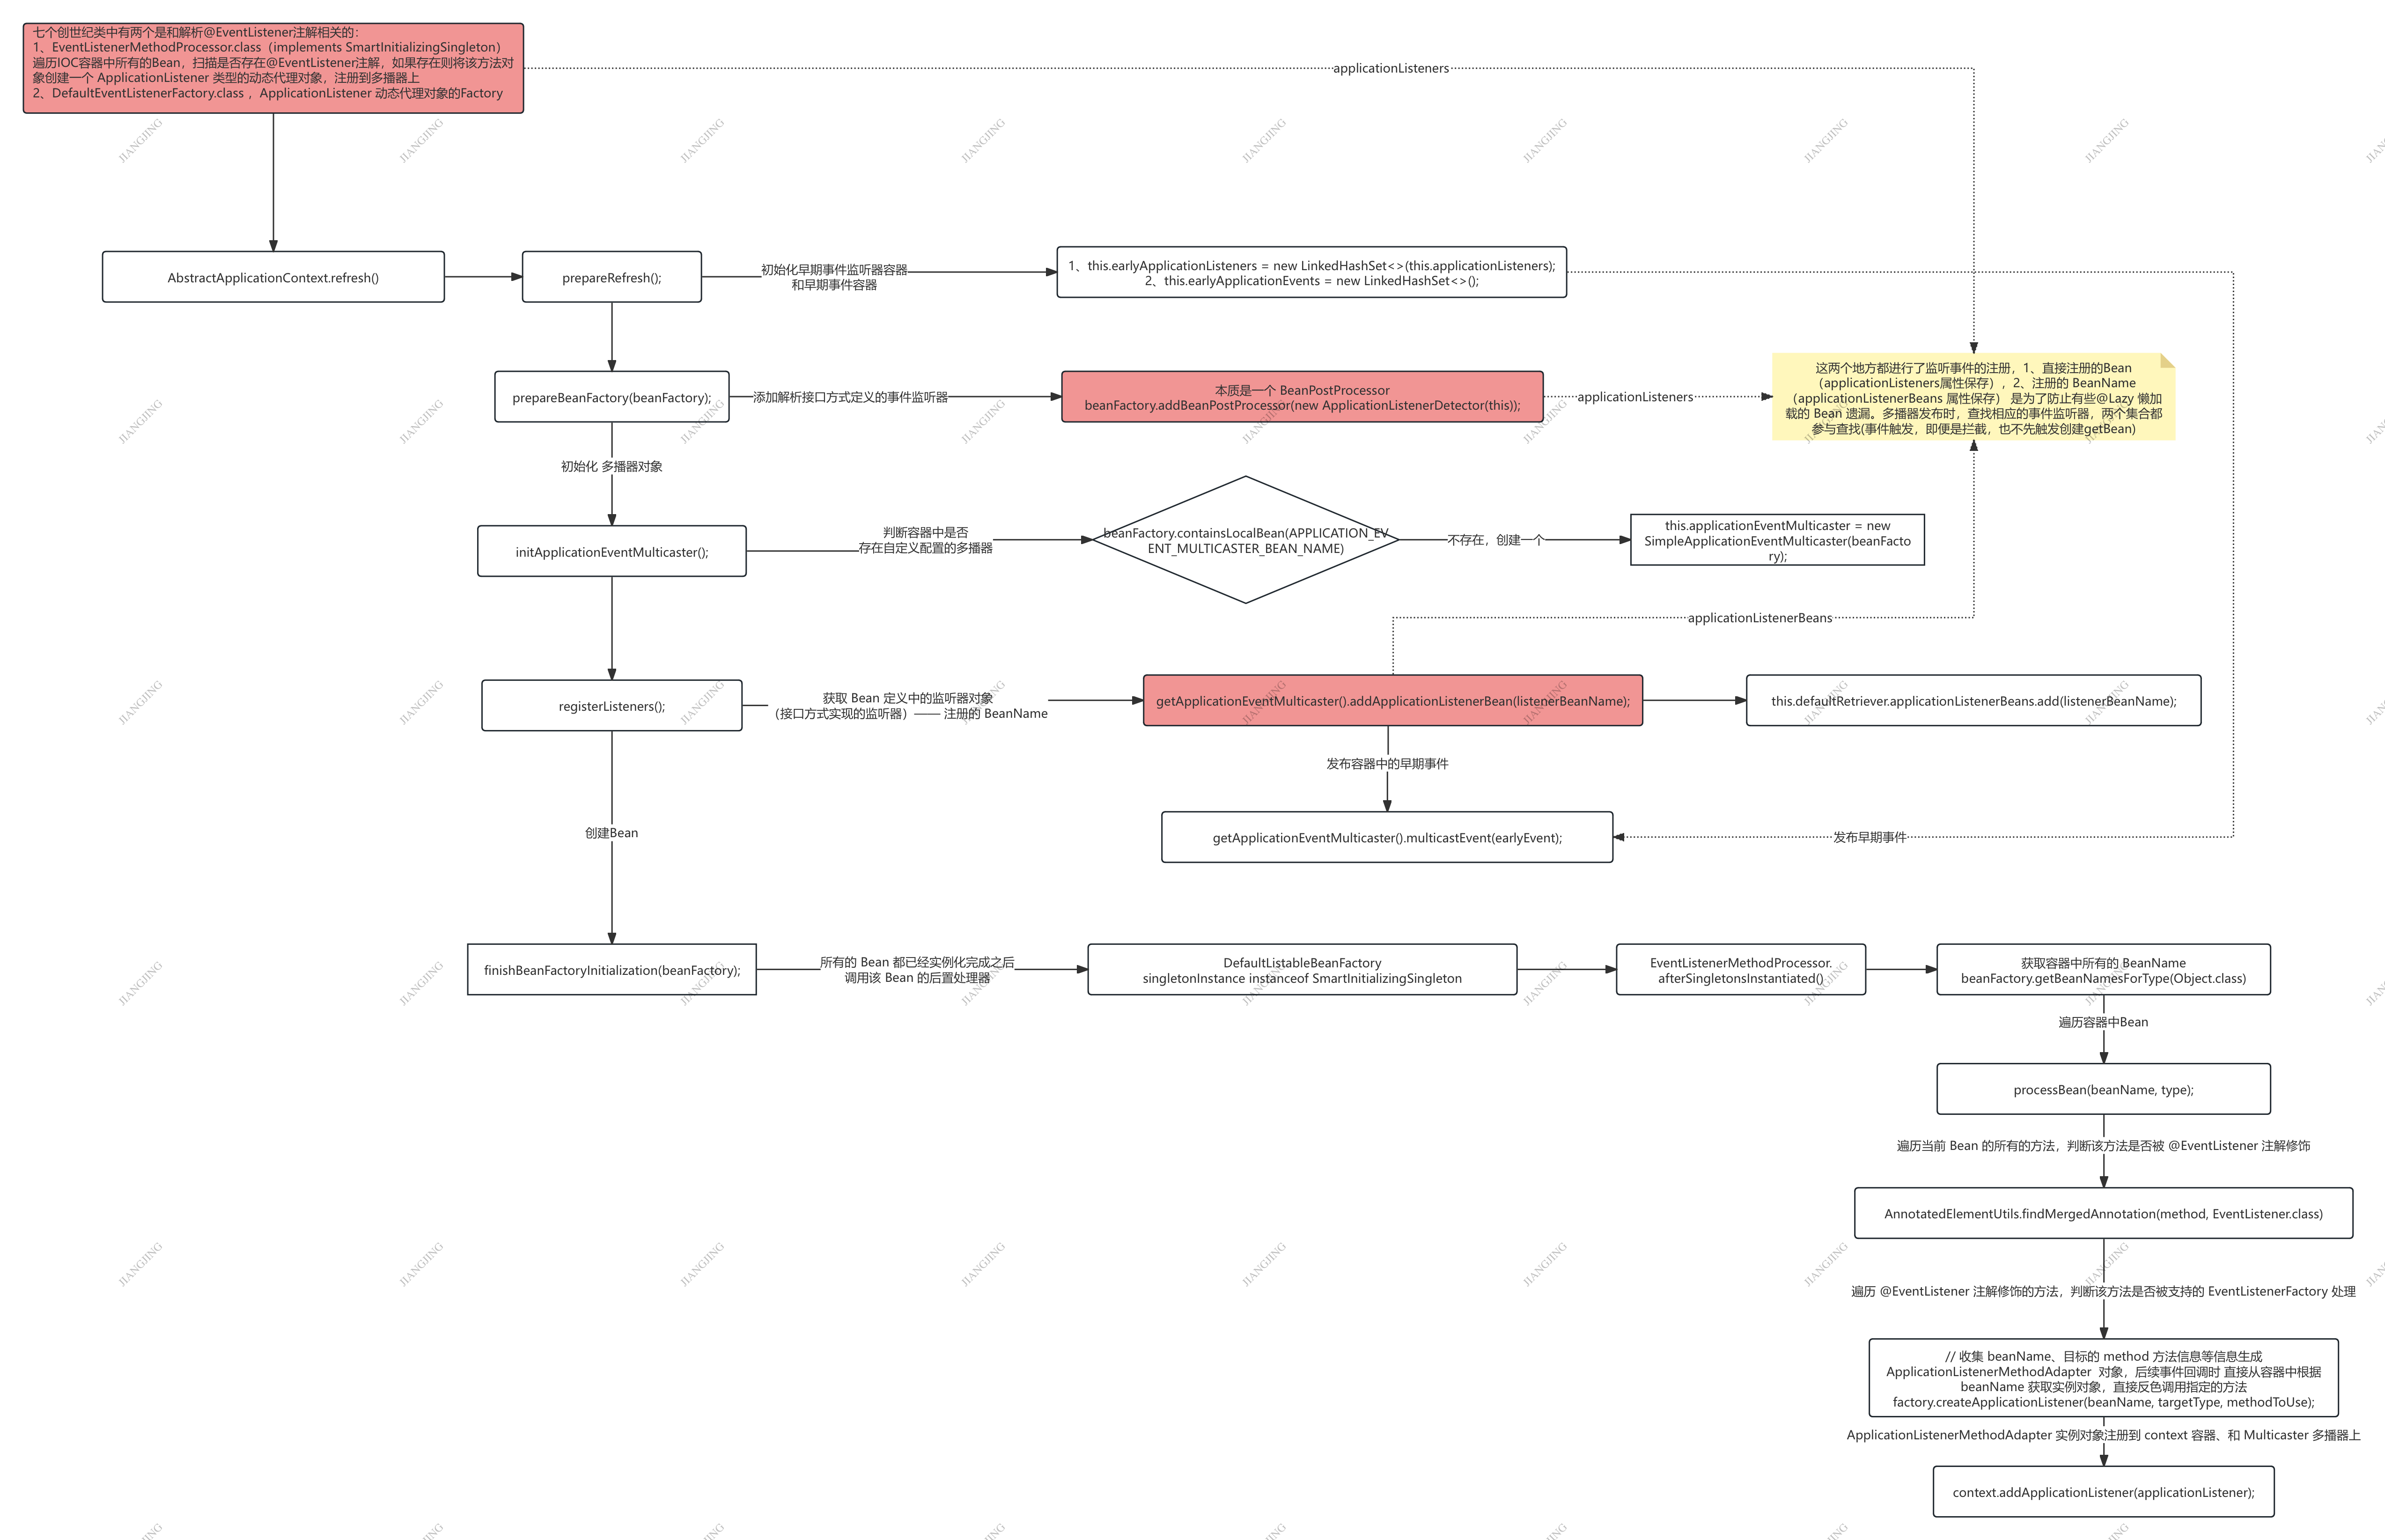 七个创世纪类中有两个是和解析@EventListener注解相关的：
1、EventListenerMethodProcessor.class（implements SmartInitializingSingleton）
遍历IOC容器中所有的Bean，扫描是否存在@EventListener注解，如果存在则将该方法对
象创建一个 ApplicationListener 类型的动态代理对象，注册到多播器上
2、DefaultEventListenerFactory.class ，ApplicationListener 动态代理对象的Factory
applicationListeners
AbstractApplicationContext.refresh()
prepareRefresh();
初始化早期事件监听器容器
和早期事件容器
1、this.earlyApplicationListeners = new LinkedHashSet<>(this.applicationListeners);
2、this.earlyApplicationEvents = new LinkedHashSet<>();
prepareBeanFactory(beanFactory);
添加解析接口方式定义的事件监听器
本质是一个 BeanPostProcessor
beanFactory.addBeanPostProcessor(new ApplicationListenerDetector(this));
applicationListeners
这两个地方都进行了监听事件的注册，1、直接注册的Bean
（applicationListeners属性保存）, 2、注册的 BeanName
（applicationListenerBeans 属性保存） 是为了防止有些@Lazy 懒加
载的 Bean 遗漏。多播器发布时，查找相应的事件监听器，两个集合都
参与查找(事件触发，即便是拦截，也不先触发创建getBean)
初始化 多播器对象
initApplicationEventMulticaster();
判断容器中是否
存在自定义配置的多播器
beanFactory.containsLocalBean(APPLICATION_EV
ENT_MULTICASTER_BEAN_NAME)
不存在，创建一个
this.applicationEventMulticaster = new
SimpleApplicationEventMulticaster(beanFacto
ry);
applicationListenerBeans
registerListeners();
获取 Bean 定义中的监听器对象
（接口方式实现的监听器）—— 注册的 BeanName
getApplicationEventMulticaster().addApplicationListenerBean(listenerBeanName);
this.defaultRetriever.applicationListenerBeans.add(listenerBeanName);
发布容器中的早期事件
创建Bean
getApplicationEventMulticaster().multicastEvent(earlyEvent);
发布早期事件
finishBeanFactoryInitialization(beanFactory);
所有的 Bean 都已经实例化完成之后
调用该 Bean 的后置处理器
DefaultListableBeanFactory
singletonInstance instanceof SmartInitializingSingleton
EventListenerMethodProcessor.
afterSingletonsInstantiated()
获取容器中所有的 BeanName
beanFactory.getBeanNamesForType(Object.class)
遍历容器中Bean
processBean(beanName, type);
遍历当前 Bean 的所有的方法，判断该方法是否被 @EventListener 注解修饰
AnnotatedElementUtils.findMergedAnnotation(method, EventListener.class)
遍历 @EventListener 注解修饰的方法，判断该方法是否被支持的 EventListenerFactory 处理
// 收集 beanName、目标的 method 方法信息等信息生成
ApplicationListenerMethodAdapter 对象，后续事件回调时 直接从容器中根据
beanName 获取实例对象，直接反色调用指定的方法
factory.createApplicationListener(beanName, targetType, methodToUse);
ApplicationListenerMethodAdapter 实例对象注册到 context 容器、和 Multicaster 多播器上
context.addApplicationListener(applicationListener);